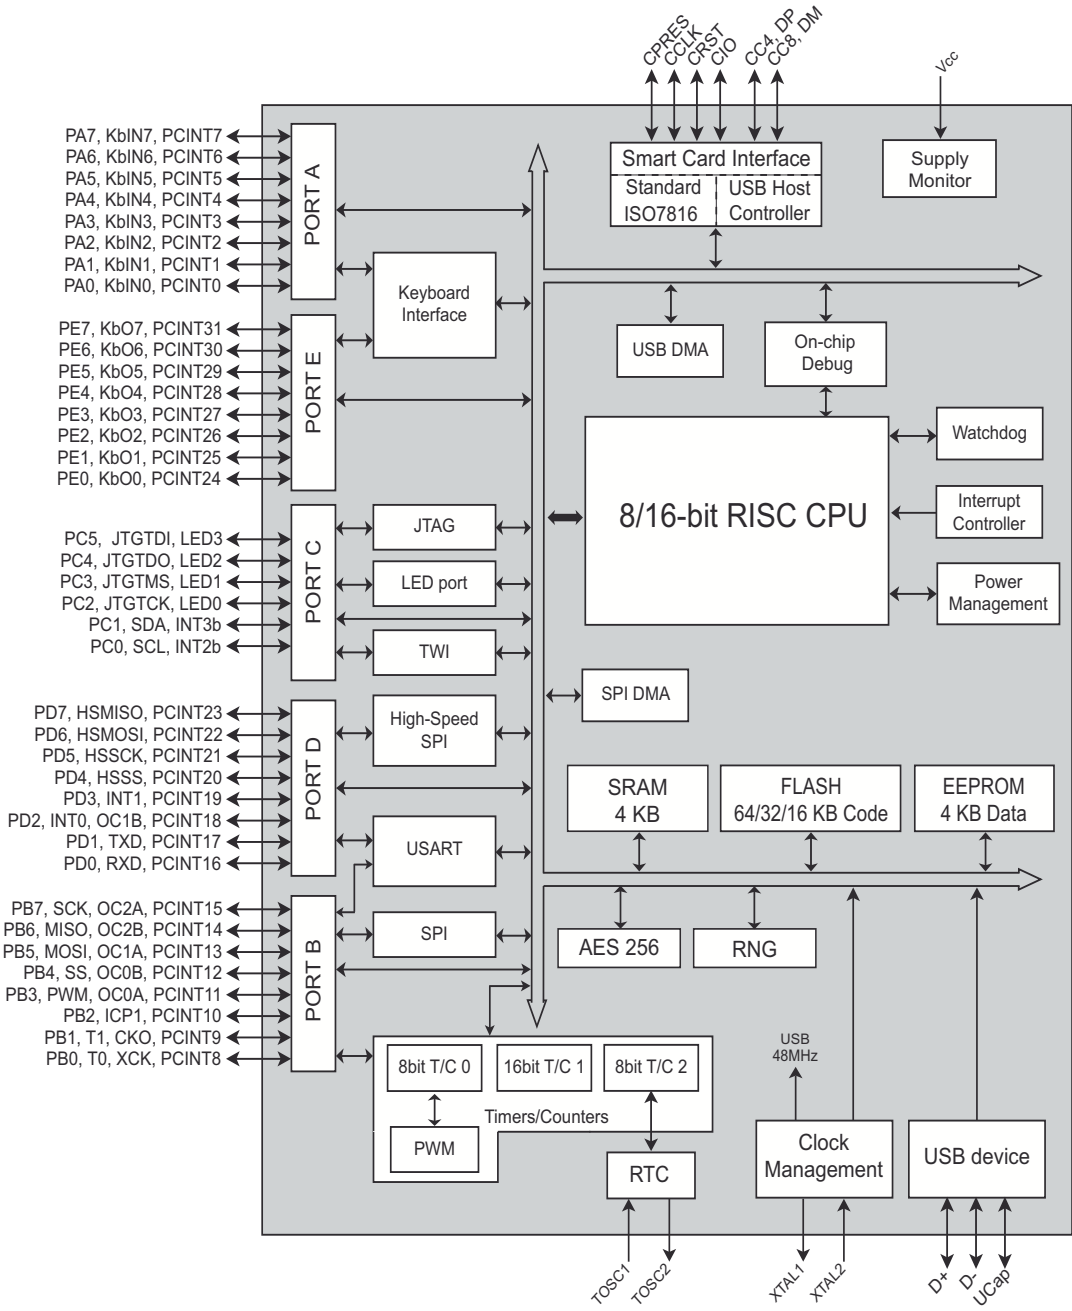 CPRES
CCLK
CRST
CIO
CC4, DP
CC8, DM
Vcc
Smart Card Interface
Standard
ISO7816
USB Host
Controller
Supply
Monitor
PA7, KbIN7, PCINT7
PA6, KbIN6, PCINT6
PA5, KbIN5, PCINT5
PA4, KbIN4, PCINT4
PA3, KbIN3, PCINT3
PA2, KbIN2, PCINT2
PA1, KbIN1, PCINT1
PA0, KbIN0, PCINT0
PORT A
Keyboard
Interface
PE7, KbO7, PCINT31
PE6, KbO6, PCINT30
PE5, KbO5, PCINT29
PE4, KbO4, PCINT28
PE3, KbO3, PCINT27
PE2, KbO2, PCINT26
PE1, KbO1, PCINT25
PE0, KbO0, PCINT24
PORT E
USB DMA
On-chip
Debug
8/16-bit RISC CPU
Watchdog
Interrupt
Controller
Power
Management
PC5,  JTGTDI, LED3
PC4, JTGTDO, LED2
PC3, JTGTMS, LED1
PC2, JTGTCK, LED0
PC1, SDA, INT3b
PC0, SCL, INT2b
PORT C
JTAG
LED port
TWI
SPI DMA
PD7, HSMISO, PCINT23
PD6, HSMOSI, PCINT22
PD5, HSSCK, PCINT21
PD4, HSSS, PCINT20
PD3, INT1, PCINT19
PD2, INT0, OC1B, PCINT18
PD1, TXD, PCINT17
PD0, RXD, PCINT16
PORT D
High-Speed
SPI
USART
SRAM
4 KB
FLASH
64/32/16 KB Code
EEPROM
4 KB Data
PB7, SCK, OC2A, PCINT15
PB6, MISO, OC2B, PCINT14
PB5, MOSI, OC1A, PCINT13
PB4, SS, OC0B, PCINT12
PB3, PWM, OC0A, PCINT11
PB2, ICP1, PCINT10
PB1, T1, CKO, PCINT9
PB0, T0, XCK, PCINT8
PORT B
SPI
AES 256
RNG
8bit T/C 0
16bit T/C 1
8bit T/C 2
Timers/Counters
PWM
RTC
USB
48MHz
Clock
Management
USB device
TOSC1
TOSC2
XTAL1
XTAL2
D+
D-
UCap